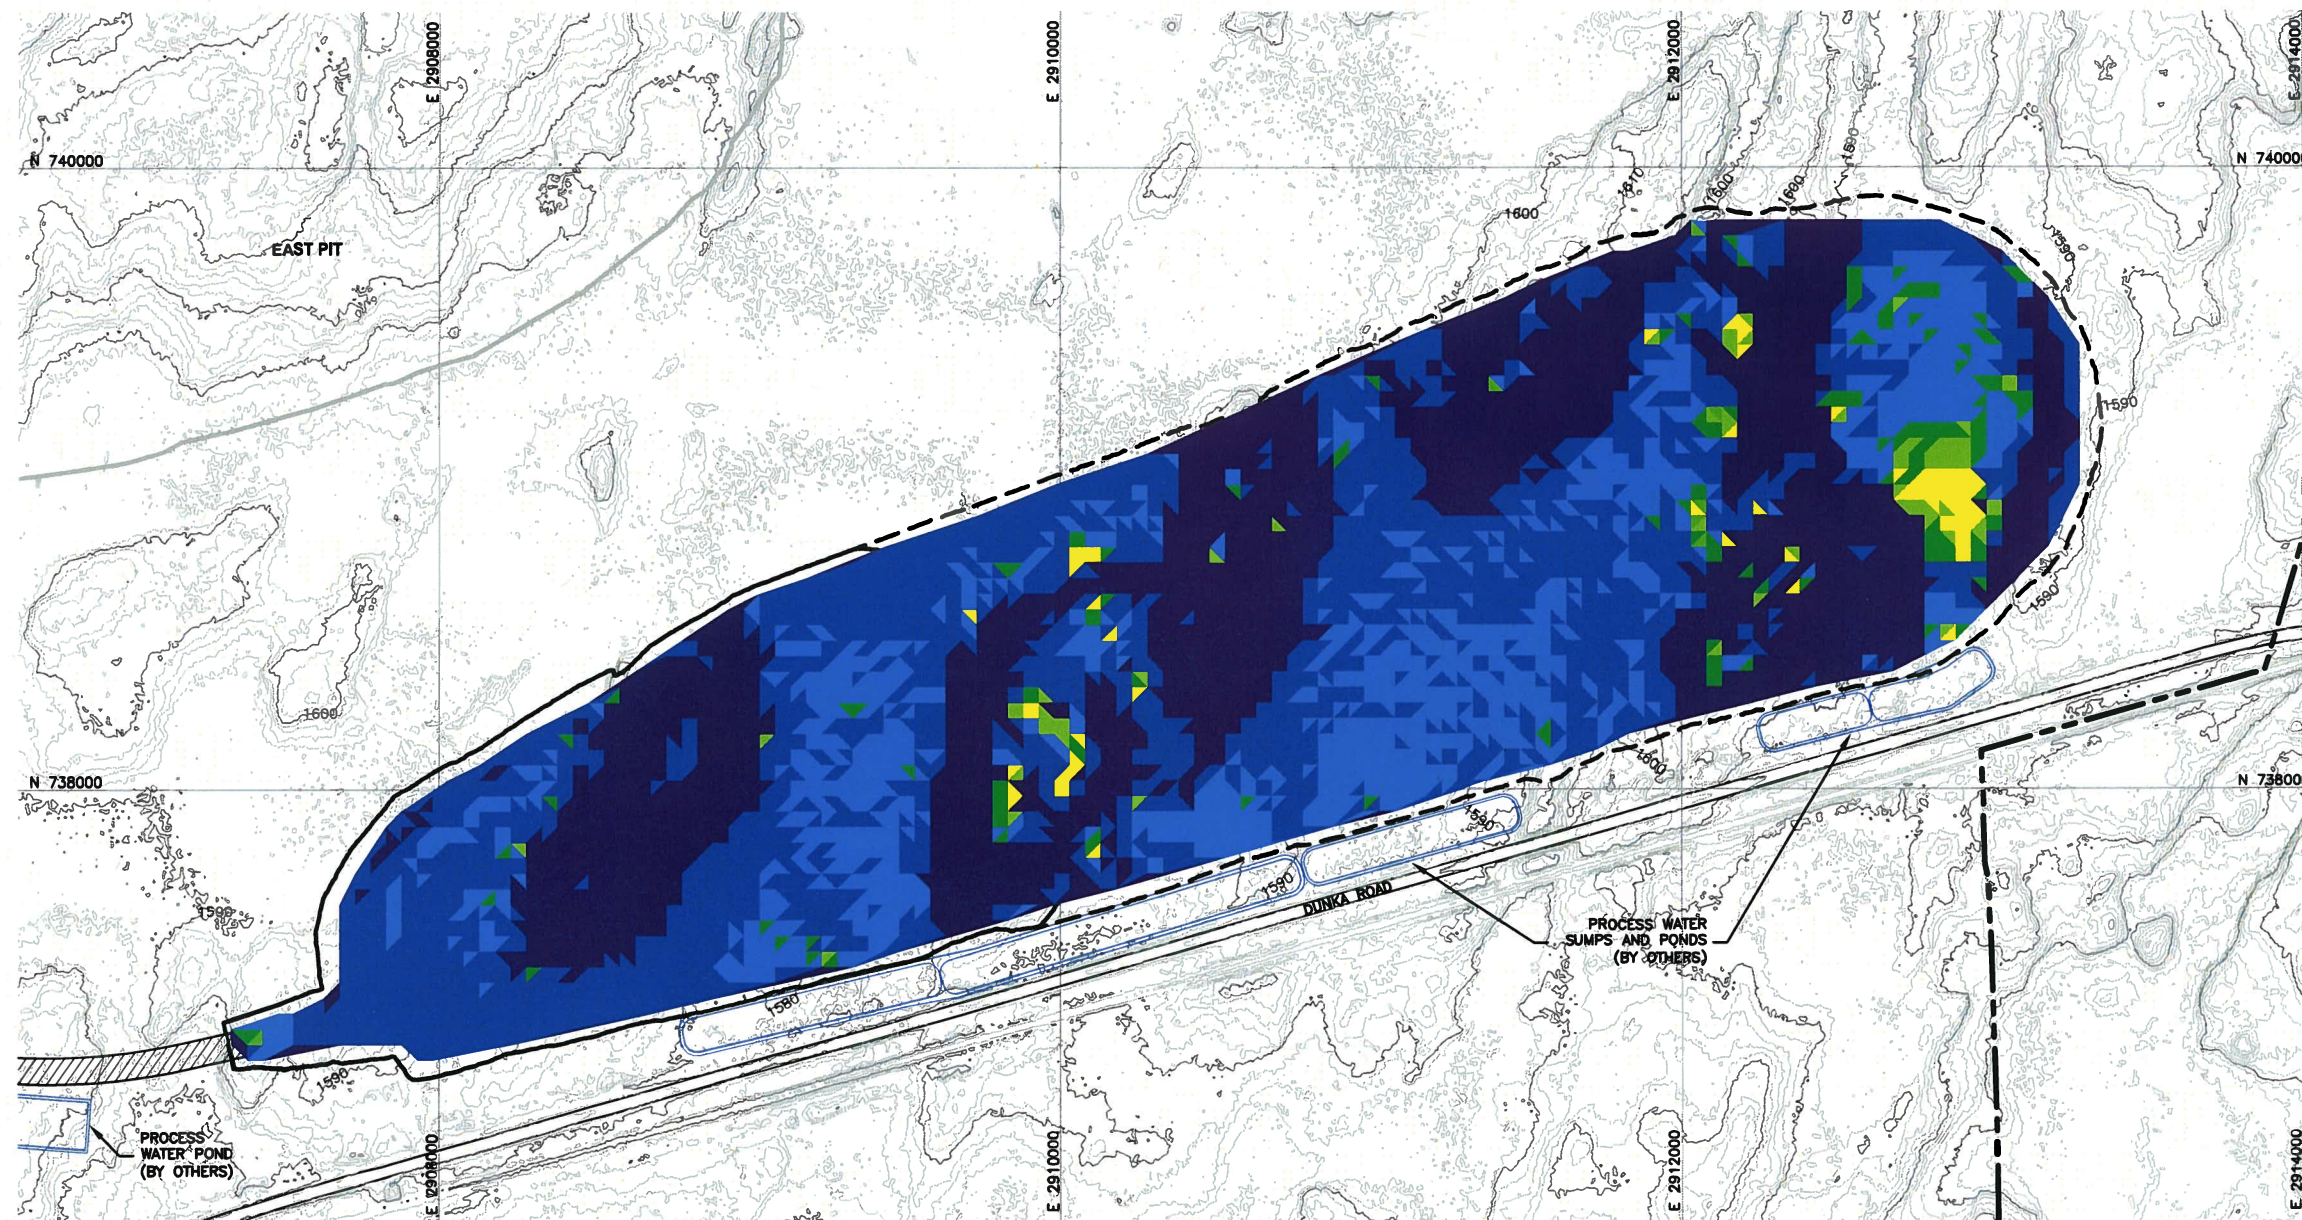 E 2908000
E 2910000
E 2912000
E 2914000
N 740000
N 740000
1590
1610
1600
1600
1600
1590
EAST PIT
1590
1590
1600
1600
N 738000
N 738000
1590
1590
1590
DUNKA ROAD
PROCESS WATER
SUMPS AND PONDS
(BY OTHERS)
1580
1590
PROCESS
WATER POND
(BY OTHERS)
E 2908000
E 2910000
E 2912000
E 2914000